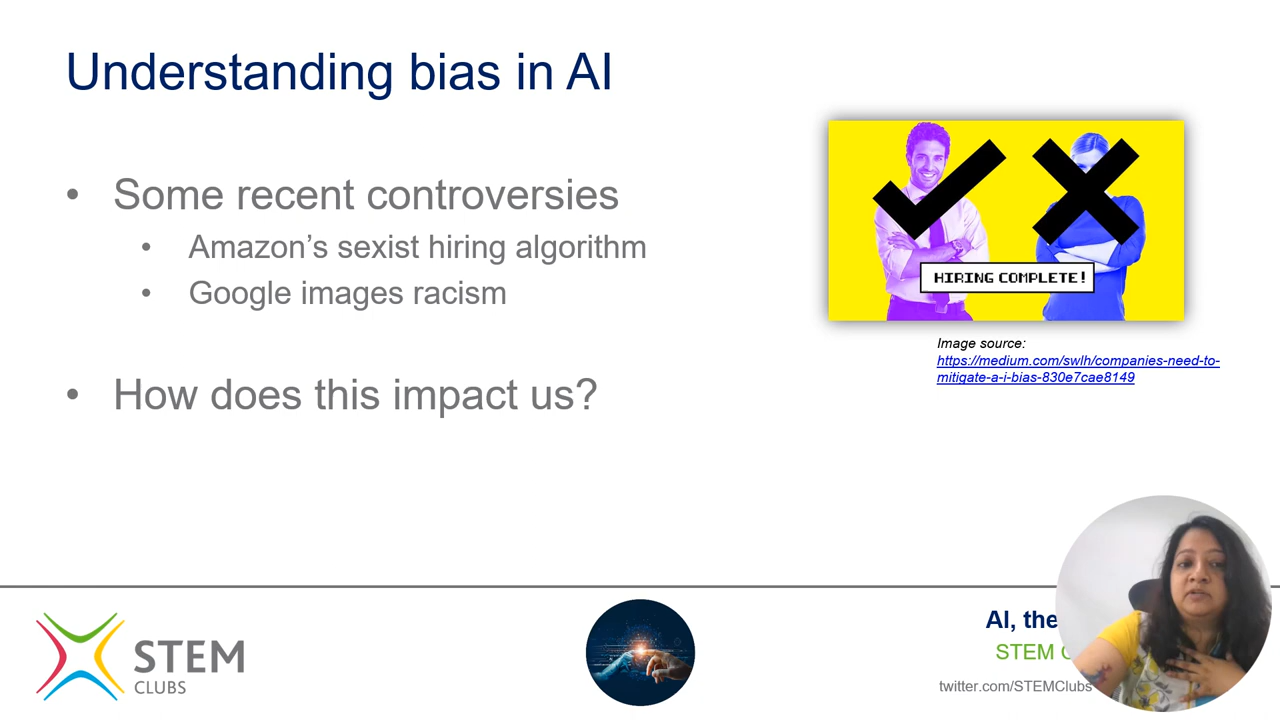 Understanding bias in AI
• Some recent controversies
• Amazon’s sexist hiring algorithm
• Google images racism
• How does this impact us?
HIRING COMPLETE!
Image source:
https://medium.com/swlh/companies-need-to-
mitigate-a-i-bias-830e7cae8149
STEM
CLUBS
AI, the
STEM
twitter.com/STEMClubs